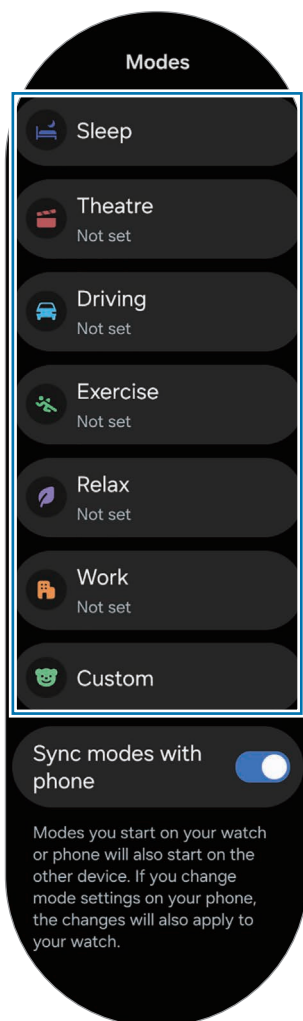 Modes
Sleep
Theatre
Not set
Driving
Not set
Exercise
Not set
Relax
Not set
Work
Not set
Custom
Sync modes with
phone
Modes you start on your watch
or phone will also start on the
other device. If you change
mode settings on your phone,
the changes will also apply to
your watch.